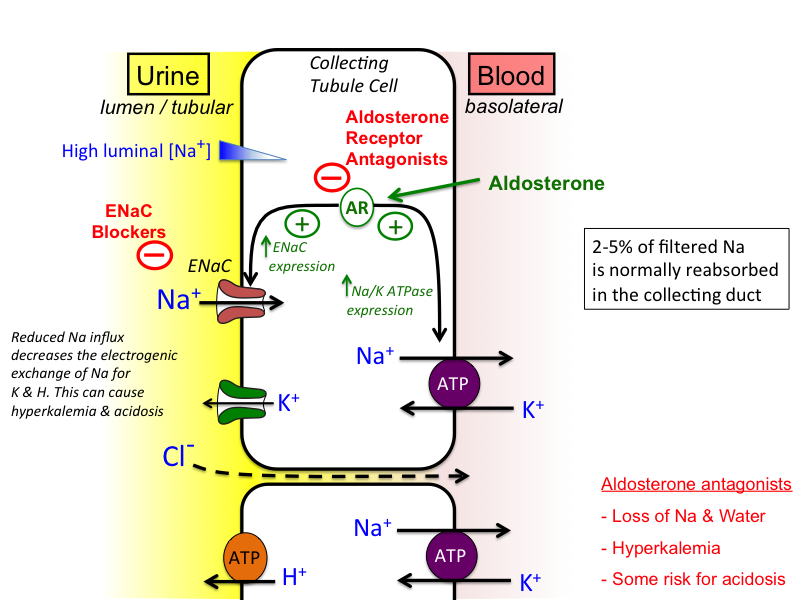 Urine
lumen / tubular
Collecting
Tubule Cell
Blood
basolateral
High luminal [Na⁺]
Aldosterone
Receptor
Antagonists
−
AR
Aldosterone
ENaC
Blockers
−
+
+
ENaC
expression
Na/K ATPase
expression
2-5% of filtered Na
is normally reabsorbed
in the collecting duct
ENaC
Na⁺
Reduced Na influx
decreases the electrogenic
exchange of Na for
K & H. This can cause
hyperkalemia & acidosis
Na⁺
ATP
K⁺
K⁺
Cl⁻
Aldosterone antagonists
- Loss of Na & Water
- Hyperkalemia
- Some risk for acidosis
Na⁺
ATP
ATP
H⁺
K⁺